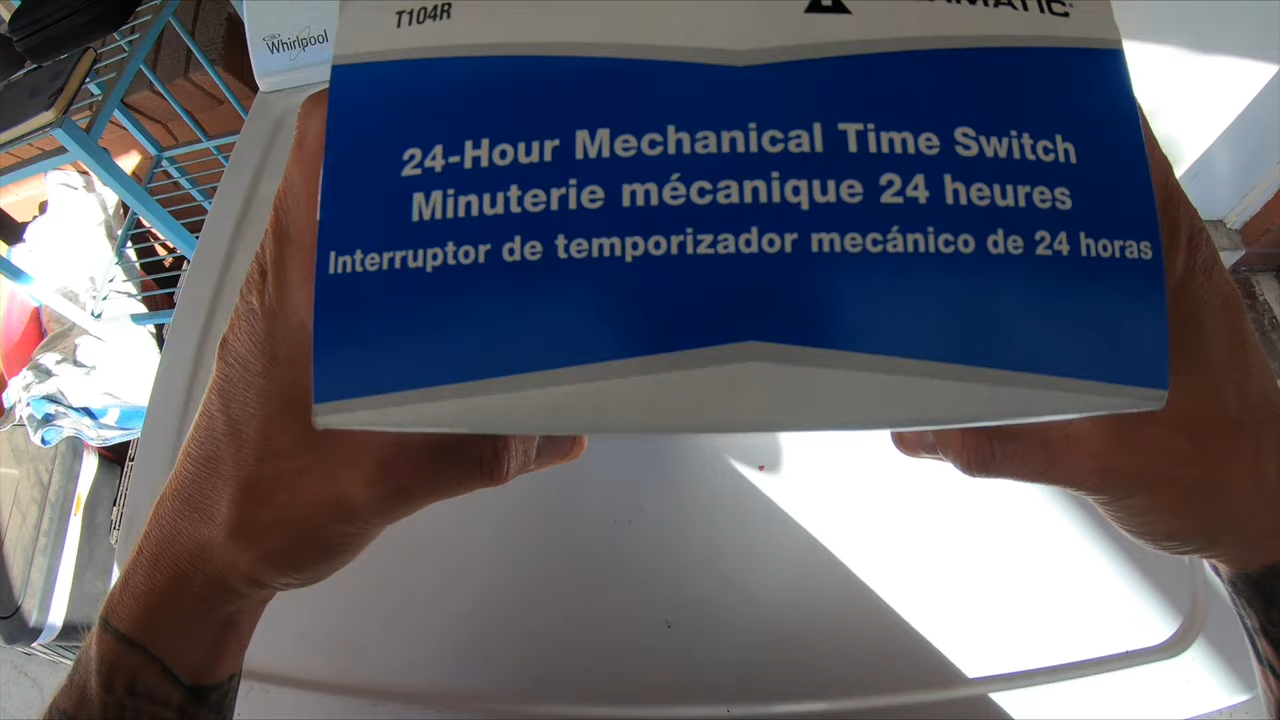 T104R
Whirlpool
24-Hour Mechanical Time Switch
Minuterie mécanique 24 heures
Interruptor de temporizador mecánico de 24 horas